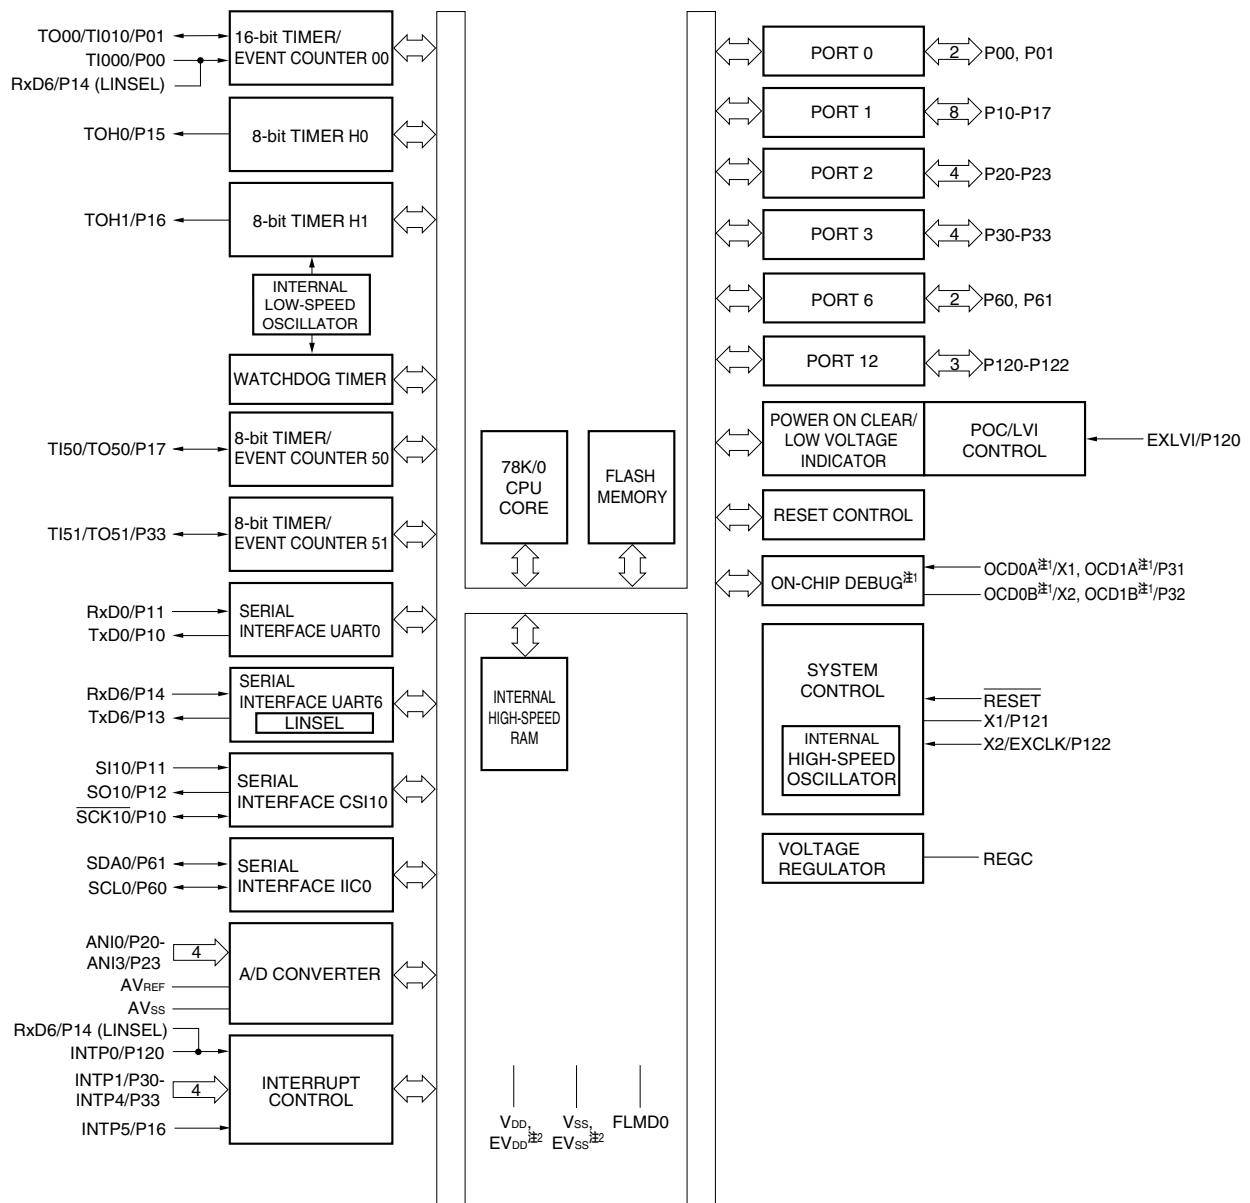 TO00/TI010/P01
TI000/P00
RxD6/P14 (LINSEL)
16-bit TIMER/
EVENT COUNTER 00
TOH0/P15
8-bit TIMER H0
TOH1/P16
8-bit TIMER H1
INTERNAL
LOW-SPEED
OSCILLATOR
WATCHDOG TIMER
TI50/TO50/P17
8-bit TIMER/
EVENT COUNTER 50
TI51/TO51/P33
8-bit TIMER/
EVENT COUNTER 51
RxD0/P11
TxD0/P10
SERIAL
INTERFACE UART0
RxD6/P14
TxD6/P13
SERIAL
INTERFACE UART6
LINSEL
SI10/P11
SO10/P12
SCK10/P10
SERIAL
INTERFACE CSI10
SDA0/P61
SCL0/P60
SERIAL
INTERFACE IIC0
ANI0/P20-
ANI3/P23
4
AVREF
AVSS
A/D CONVERTER
RxD6/P14 (LINSEL)
INTP0/P120
INTP1/P30-
INTP4/P33
4
INTP5/P16
INTERRUPT
CONTROL
78K/0
CPU
CORE
FLASH
MEMORY
INTERNAL
HIGH-SPEED
RAM
VDD,
EVDD注2
VSS,
EVSS注2
FLMD0
PORT 0
2
P00, P01
PORT 1
8
P10-P17
PORT 2
4
P20-P23
PORT 3
4
P30-P33
PORT 6
2
P60, P61
PORT 12
3
P120-P122
POWER ON CLEAR/
LOW VOLTAGE
INDICATOR
POC/LVI
CONTROL
EXLVI/P120
RESET CONTROL
ON-CHIP DEBUG注1
OCD0A注1/X1, OCD1A注1/P31
OCD0B注1/X2, OCD1B注1/P32
SYSTEM
CONTROL
INTERNAL
HIGH-SPEED
OSCILLATOR
RESET
X1/P121
X2/EXCLK/P122
VOLTAGE
REGULATOR
REGC